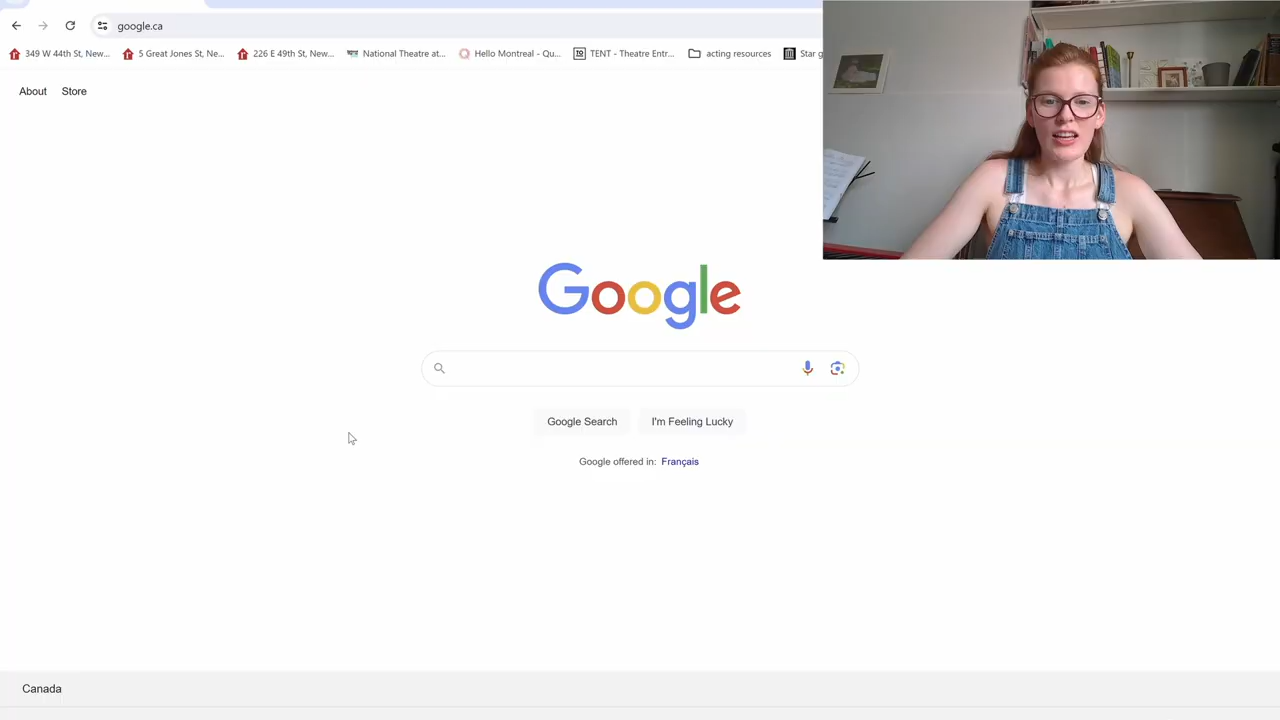 google.ca
349 W 44th St, New...
5 Great Jones St, Ne...
226 E 49th St, New...
National Theatre at...
Hello Montreal - Qu...
TENT - Theatre Entr...
acting resources
Star g
About
Store
Google
Google Search
I'm Feeling Lucky
Google offered in: Français
Canada